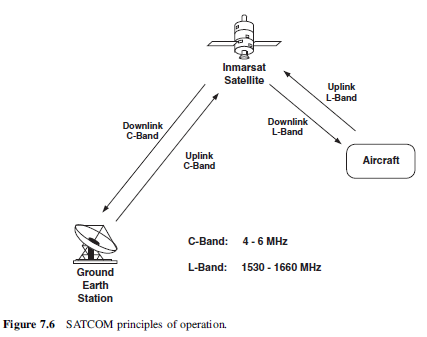 Inmarsat
Satellite
Uplink
L-Band
Downlink
C-Band
Downlink
L-Band
Uplink
C-Band
Aircraft
C-Band: 4 - 6 MHz
L-Band: 1530 - 1660 MHz
Ground
Earth
Station
Figure 7.6 SATCOM principles of operation.